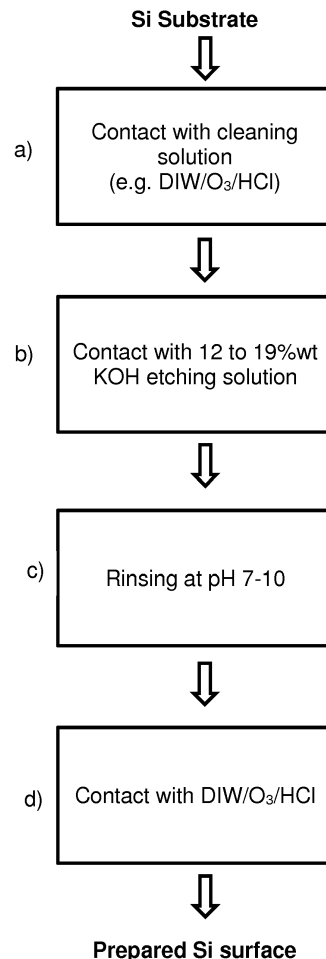 Si Substrate
a)
Contact with cleaning
solution
(e.g. DIW/O₃/HCl)
b)
Contact with 12 to 19%wt
KOH etching solution
c)
Rinsing at pH 7-10
d)
Contact with DIW/O₃/HCl
Prepared Si surface